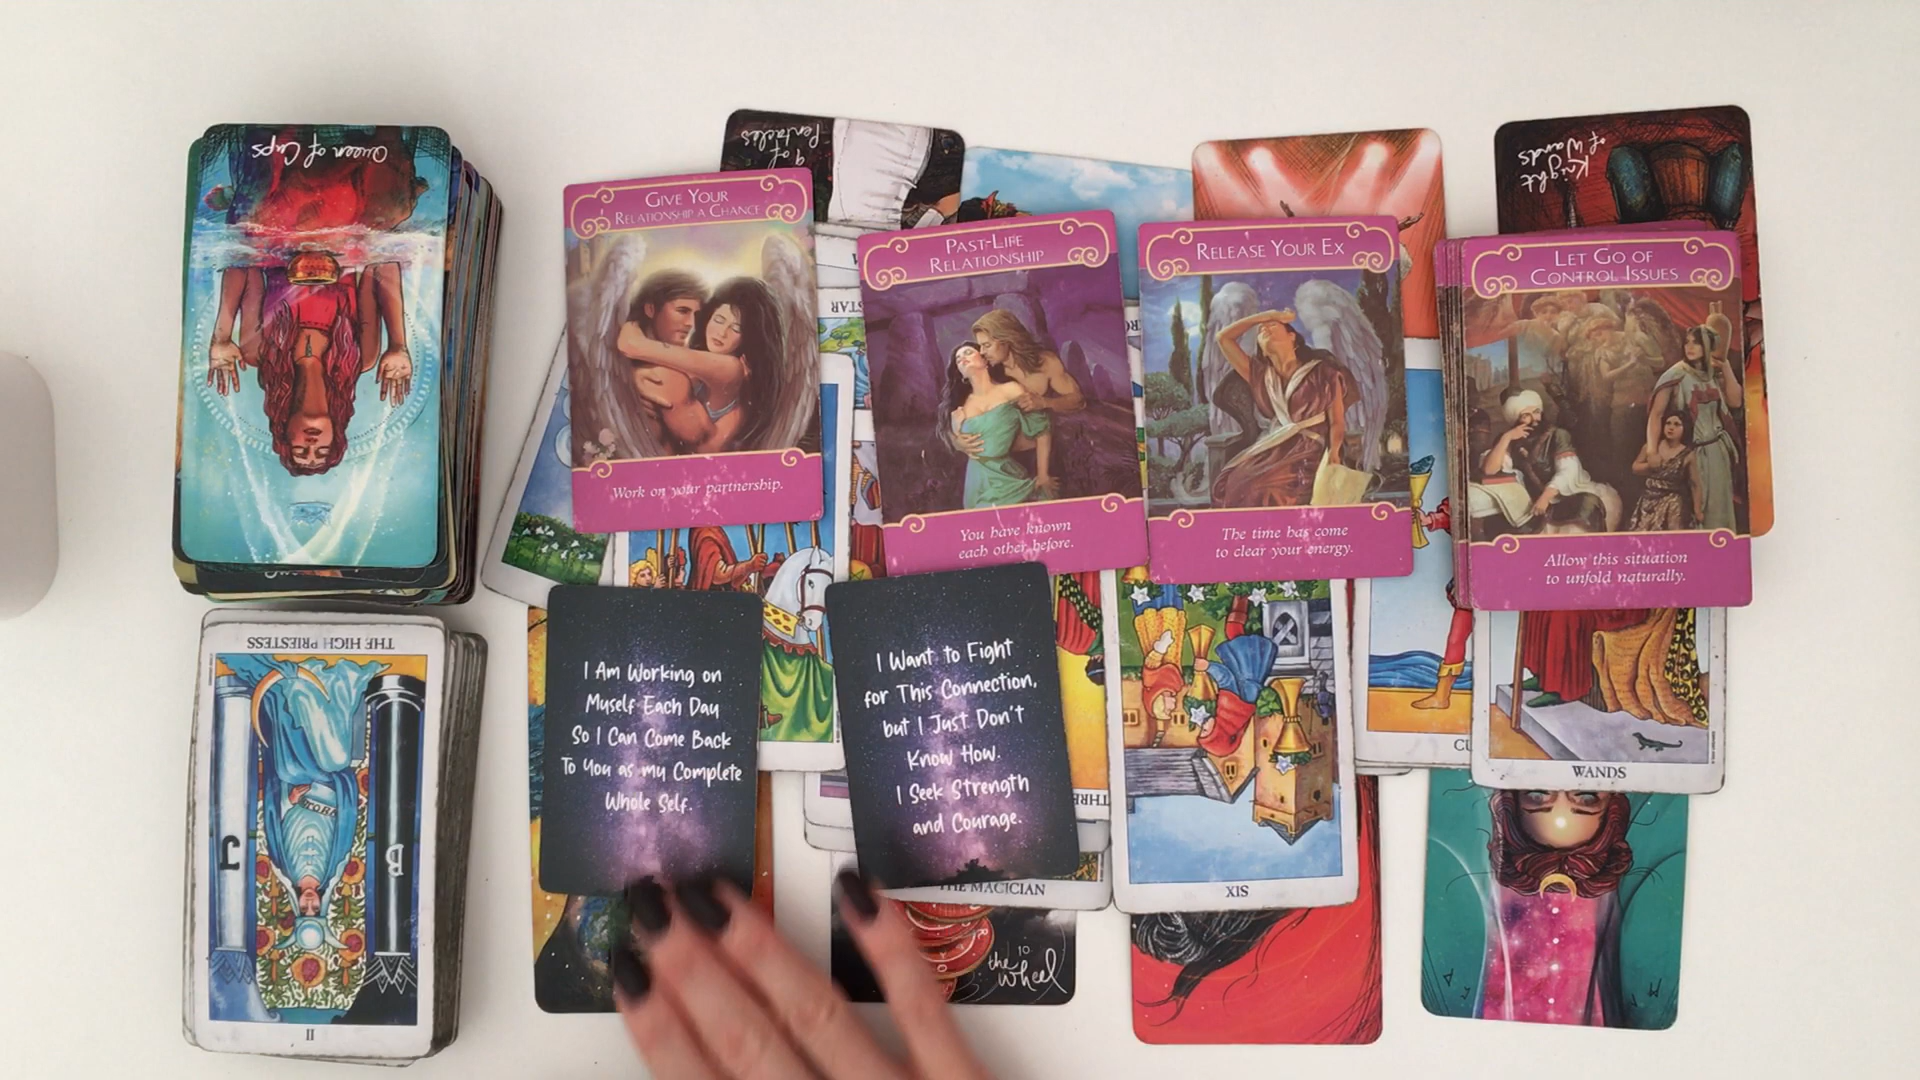 Queen of Cups
9 of
Pentacles
Knight
of Wands
GIVE YOUR
RELATIONSHIP A CHANCE
Work on your partnership.
PAST-LIFE
RELATIONSHIP
You have known
each other before.
RELEASE YOUR EX
The time has come
to clear your energy.
LET GO OF
CONTROL ISSUES
Allow this situation
to unfold naturally.
STAR
THE HIGH PRIESTESS
B
J
TORA
II
I Am Working on
Myself Each Day
So I Can Come Back
To You as my Complete
Whole Self.
I Want to Fight
for This Connection,
but I Just Don't
Know How.
I Seek Strength
and Courage.
THE MAGICIAN
10
the
Wheel
SIX
CU
WANDS